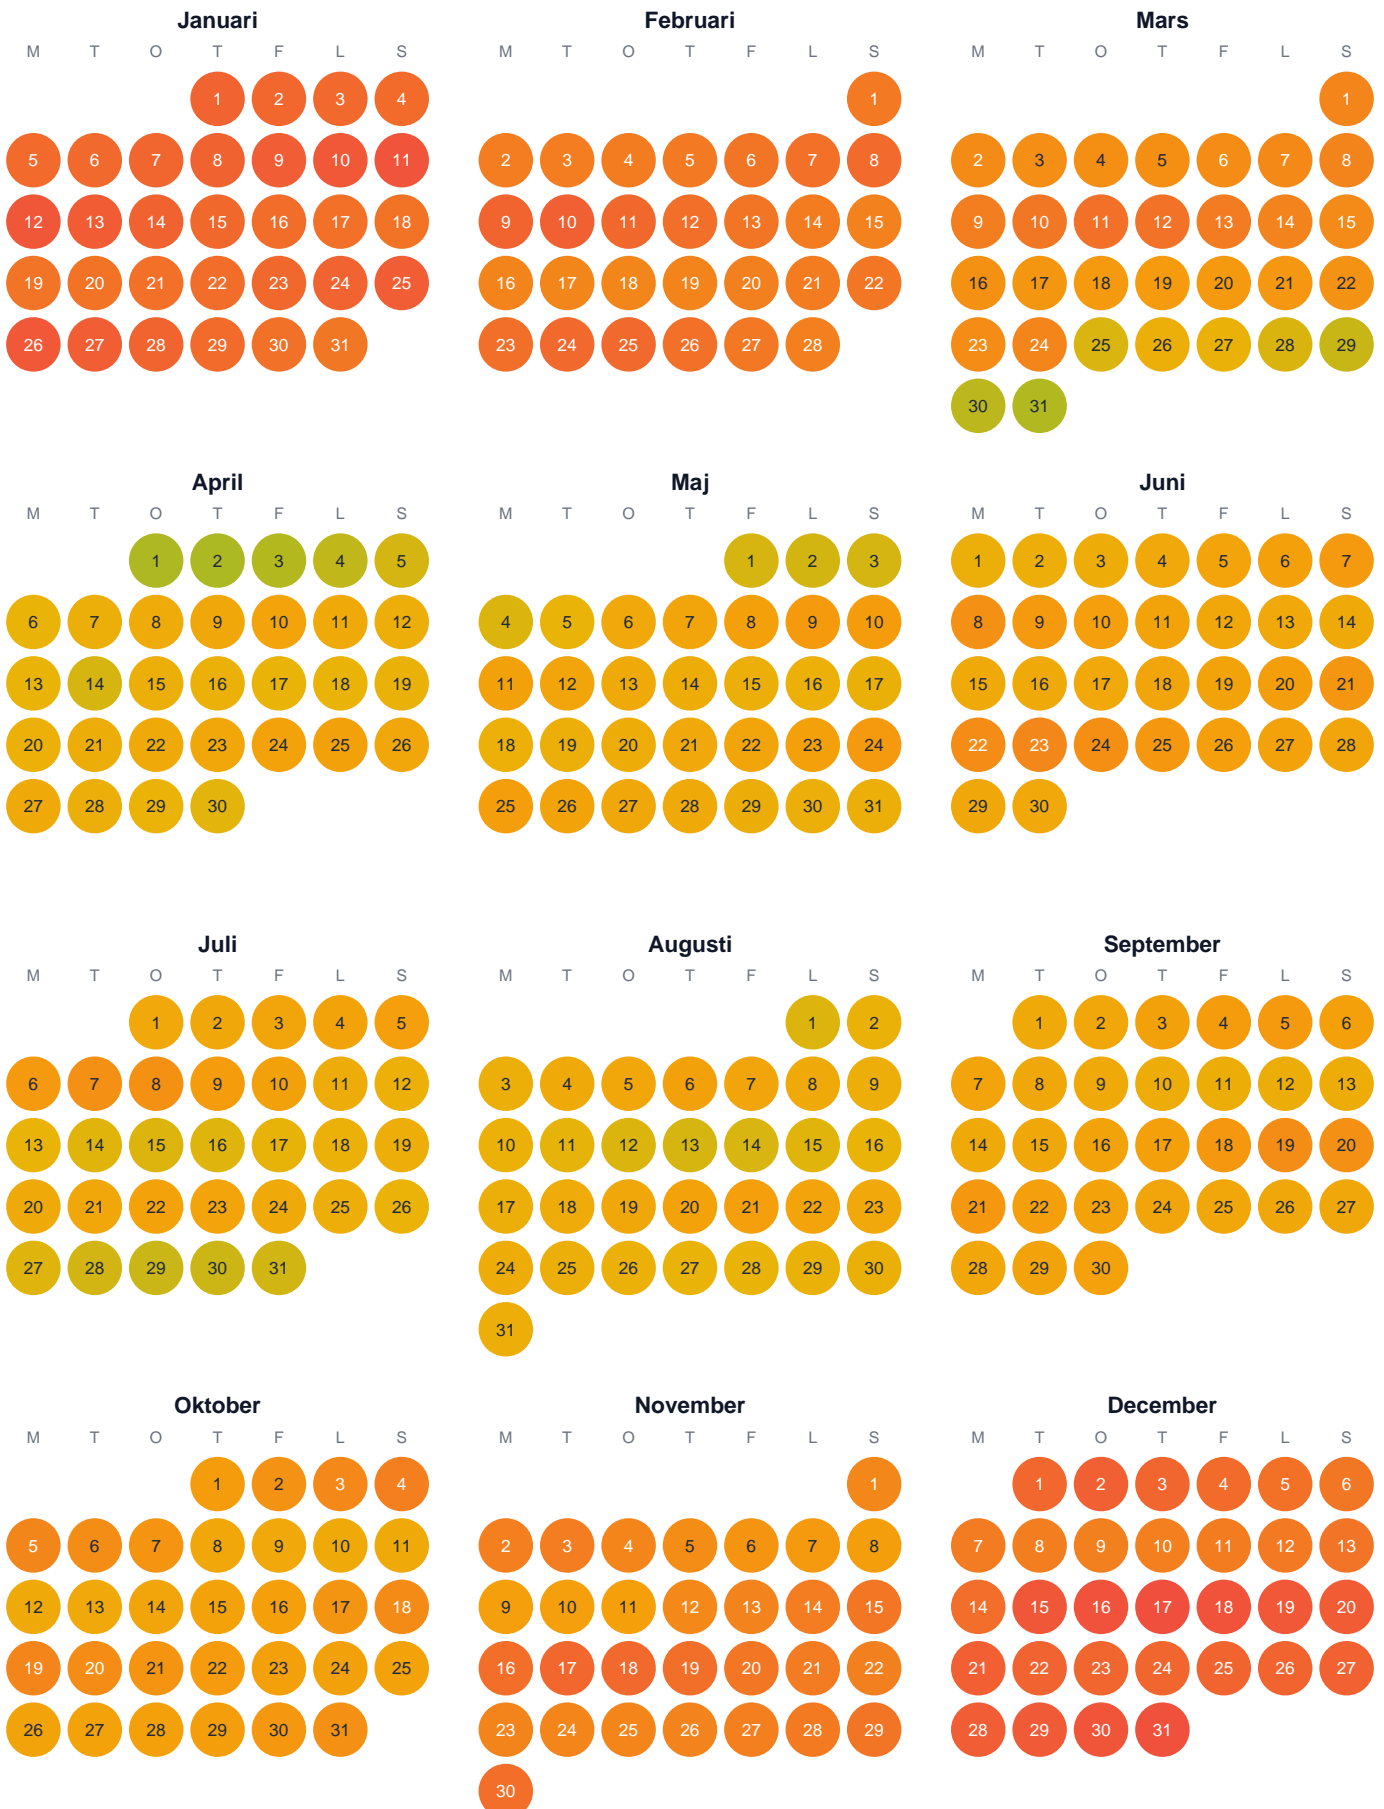 Januari Februari Mars
M T O T F L S M T O T F L S M T O T F L S
1 2 3 4 1 1
5 6 7 8 9 10 11 2 3 4 5 6 7 8 2 3 4 5 6 7 8
12 13 14 15 16 17 18 9 10 11 12 13 14 15 9 10 11 12 13 14 15
19 20 21 22 23 24 25 16 17 18 19 20 21 22 16 17 18 19 20 21 22
26 27 28 29 30 31 23 24 25 26 27 28 23 24 25 26 27 28 29
30 31
April Maj Juni
M T O T F L S M T O T F L S M T O T F L S
1 2 3 4 5 1 2 3 1 2 3 4 5 6 7
6 7 8 9 10 11 12 4 5 6 7 8 9 10 8 9 10 11 12 13 14
13 14 15 16 17 18 19 11 12 13 14 15 16 17 15 16 17 18 19 20 21
20 21 22 23 24 25 26 18 19 20 21 22 23 24 22 23 24 25 26 27 28
27 28 29 30 25 26 27 28 29 30 31 29 30
Juli Augusti September
M T O T F L S M T O T F L S M T O T F L S
1 2 3 4 5 1 2 1 2 3 4 5 6
6 7 8 9 10 11 12 3 4 5 6 7 8 9 7 8 9 10 11 12 13
13 14 15 16 17 18 19 10 11 12 13 14 15 16 14 15 16 17 18 19 20
20 21 22 23 24 25 26 17 18 19 20 21 22 23 21 22 23 24 25 26 27
27 28 29 30 31 24 25 26 27 28 29 30 28 29 30
31
Oktober November December
M T O T F L S M T O T F L S M T O T F L S
1 2 3 4 1 1 2 3 4 5 6
5 6 7 8 9 10 11 2 3 4 5 6 7 8 7 8 9 10 11 12 13
12 13 14 15 16 17 18 9 10 11 12 13 14 15 14 15 16 17 18 19 20
19 20 21 22 23 24 25 16 17 18 19 20 21 22 21 22 23 24 25 26 27
26 27 28 29 30 31 23 24 25 26 27 28 29 28 29 30 31
30